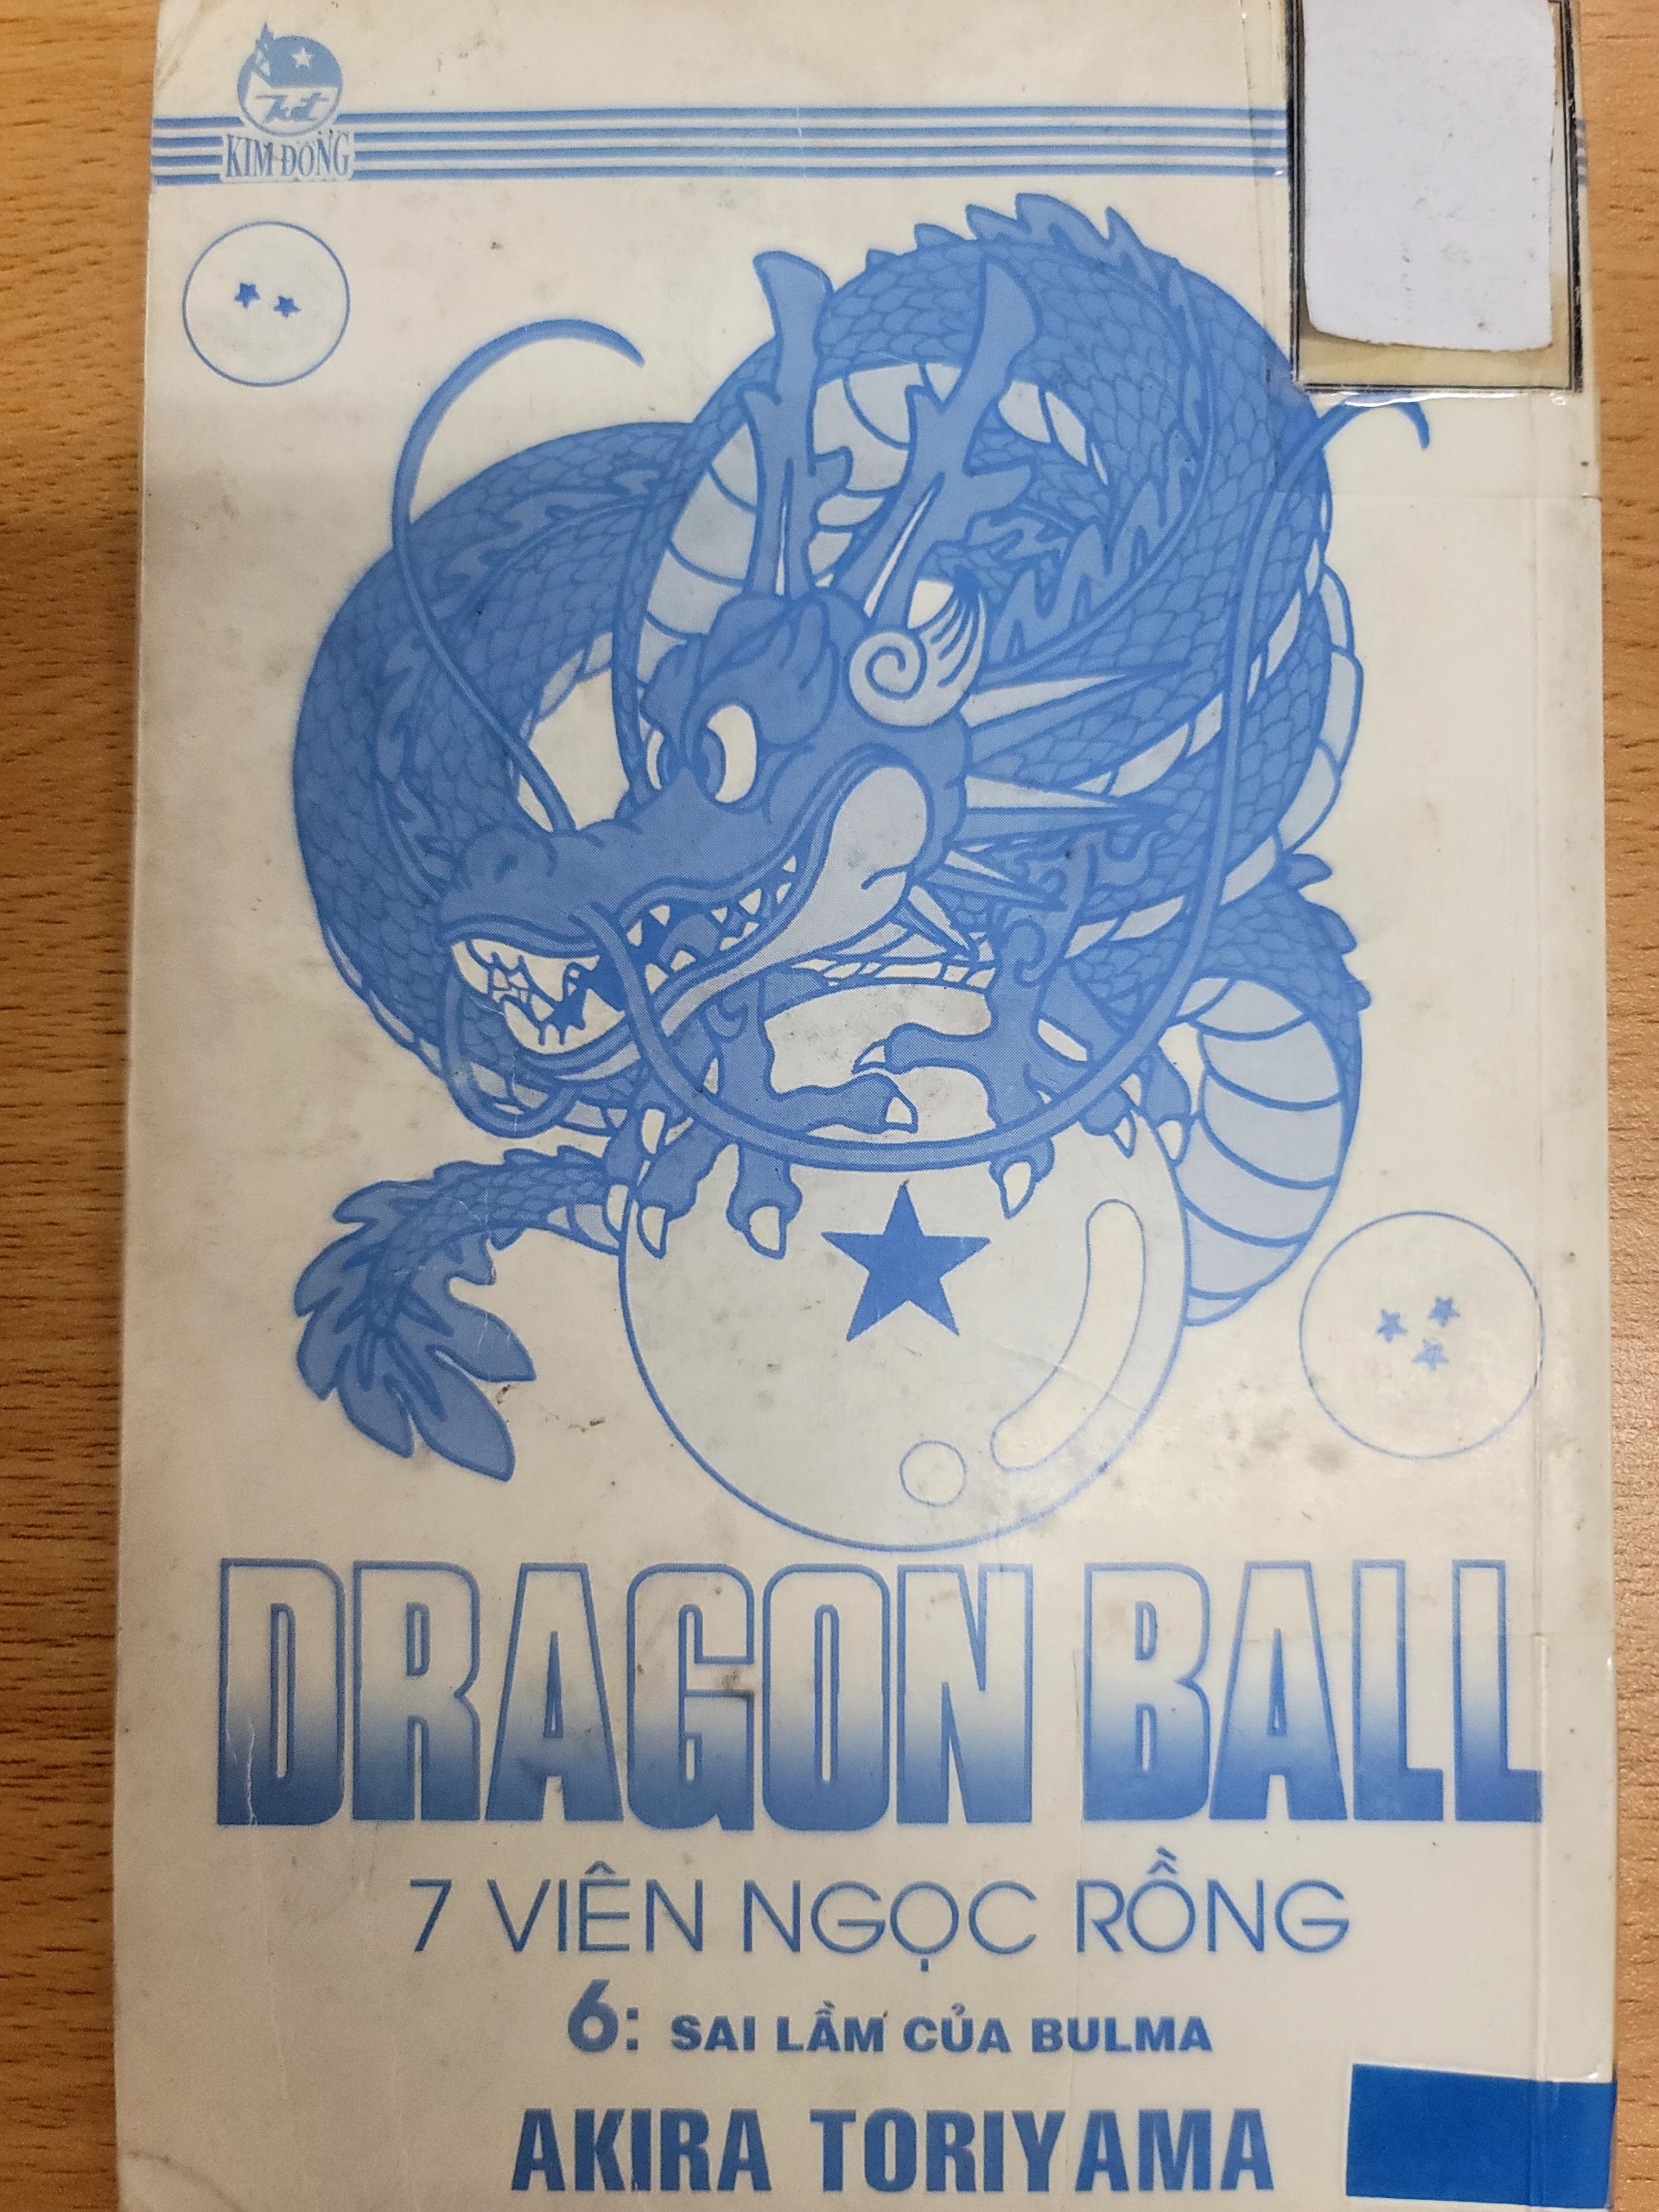 KIM ĐỒNG
DRAGON BALL
7 VIÊN NGỌC RỒNG
6: SAI LẦM CỦA BULMA
AKIRA TORIYAMA